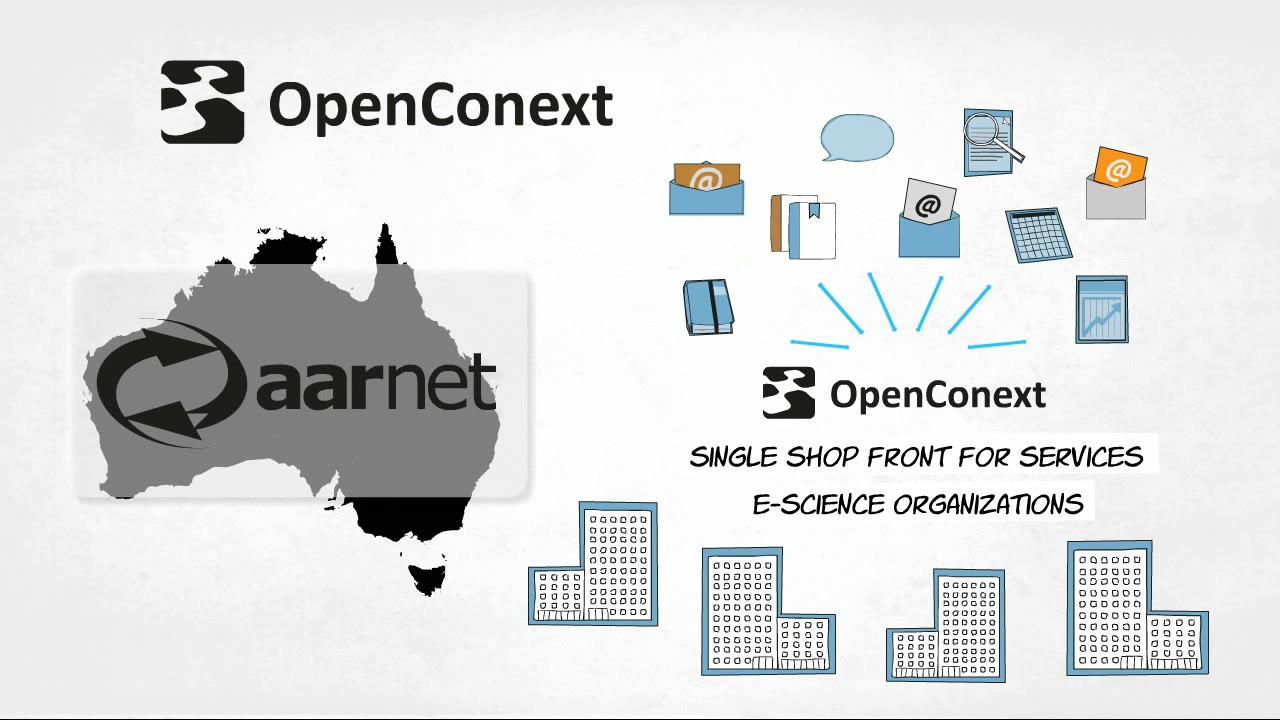 OpenConext
@
@
@
aarnet
OpenConext
SINGLE SHOP FRONT FOR SERVICES
E-SCIENCE ORGANIZATIONS